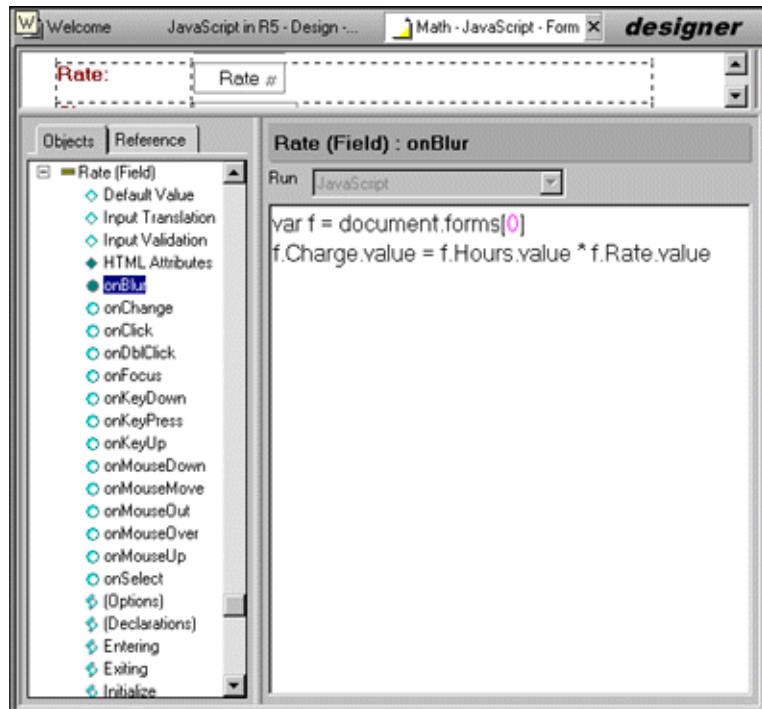 W Welcome JavaScript in R5 - Design -... Math - JavaScript - Form designer
Rate: Rate #
Objects Reference
Rate (Field)
Default Value
Input Translation
Input Validation
HTML Attributes
onBlur
onChange
onClick
onDblClick
onFocus
onKeyDown
onKeyPress
onKeyUp
onMouseDown
onMouseMove
onMouseOut
onMouseOver
onMouseUp
onSelect
(Options)
(Declarations)
Entering
Exiting
Initialize
Rate (Field) : onBlur
Run JavaScript
var f = document.forms[0]
f.Charge.value = f.Hours.value * f.Rate.value